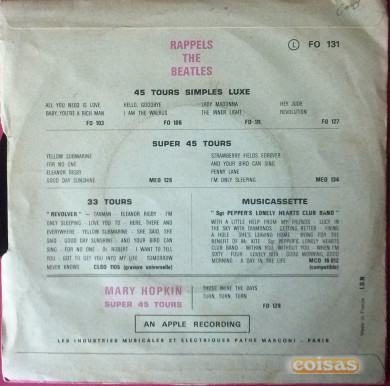 RAPPELS
THE
BEATLES
L FO 131
45 TOURS SIMPLES LUXE
ALL YOU NEED IS LOVE
BABY, YOU'RE A RICH MAN
FO 103
HELLO, GOODBYE
I AM THE WALRUS
FO 106
LADY MADONNA
THE INNER LIGHT
FO 111
HEY JUDE
REVOLUTION
FO 127
SUPER 45 TOURS
YELLOW SUBMARINE
FOR NO ONE
ELEANOR RIGBY
GOOD DAY SUNSHINE
MEO 126
STRAWBERRY FIELDS FOREVER
AND YOUR BIRD CAN SING
PENNY LANE
I'M ONLY SLEEPING
MEO 134
33 TOURS
"REVOLVER" - TAXMAN - ELEANOR RIGBY - I'M
ONLY SLEEPING - LOVE YOU TO - HERE, THERE AND
EVERYWHERE - YELLOW SUBMARINE - SHE SAID, SHE
SAID - GOOD DAY SUNSHINE - AND YOUR BIRD CAN
SING - FOR NO ONE - Dr. ROBERT - I WANT TO TELL
YOU - GOT TO GET YOU INTO MY LIFE - TOMORROW
NEVER KNOWS
(gravure universelle)
MUSICASSETTE
"Sgt PEPPER'S LONELY HEARTS CLUB BAND"
WITH A LITTLE HELP FROM MY FRIENDS - LUCY IN
THE SKY WITH DIAMONDS - GETTING BETTER - FIXING
A HOLE - SHE'S LEAVING HOME - BEING FOR THE
BENEFIT OF Mr. KITE - Sgt PEPPER'S LONELY HEARTS
CLUB BAND - WITHIN YOU WITHOUT YOU - WHEN I'M
SIXTY-FOUR - LOVELY RITA - GOOD MORNING, GOOD
MORNING - A DAY IN THE LIFE
(compatible)
MARY HOPKIN
SUPER 45 TOURS
THOSE WERE THE DAYS
TURN, TURN, TURN
FO 129
AN APPLE RECORDING
LES INDUSTRIES MUSICALES ET ELECTRIQUES PATHE MARCONI - PARIS
Made in France
coisas